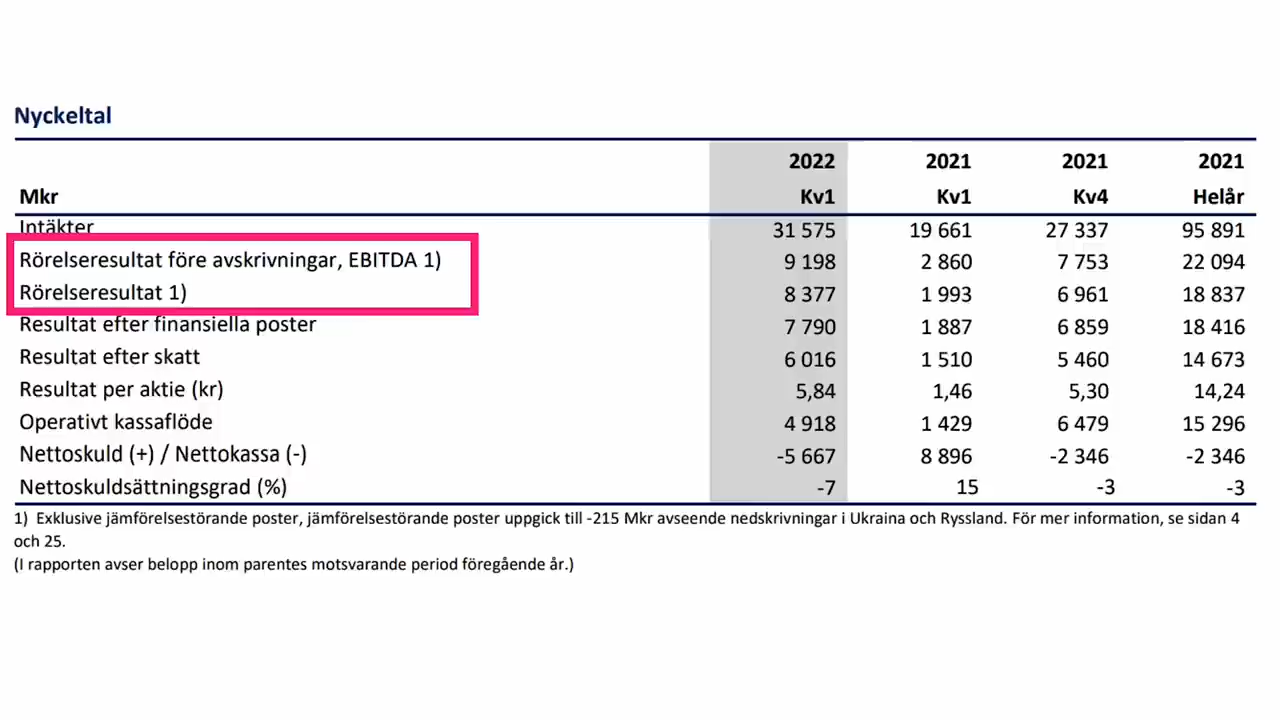 Nyckeltal
2022 2021 2021 2021
Mkr Kv1 Kv1 Kv4 Helår
Intäkter 31 575 19 661 27 337 95 891
Rörelseresultat före avskrivningar, EBITDA 1) 9 198 2 860 7 753 22 094
Rörelseresultat 1) 8 377 1 993 6 961 18 837
Resultat efter finansiella poster 7 790 1 887 6 859 18 416
Resultat efter skatt 6 016 1 510 5 460 14 673
Resultat per aktie (kr) 5,84 1,46 5,30 14,24
Operativt kassaflöde 4 918 1 429 6 479 15 296
Nettoskuld (+) / Nettokassa (-) -5 667 8 896 -2 346 -2 346
Nettoskuldsättningsgrad (%) -7 15 -3 -3
1) Exklusive jämförelsestörande poster, jämförelsestörande poster uppgick till -215 Mkr avseende nedskrivningar i Ukraina och Ryssland. För mer information, se sidan 4
och 25.
(I rapporten avser belopp inom parentes motsvarande period föregående år.)